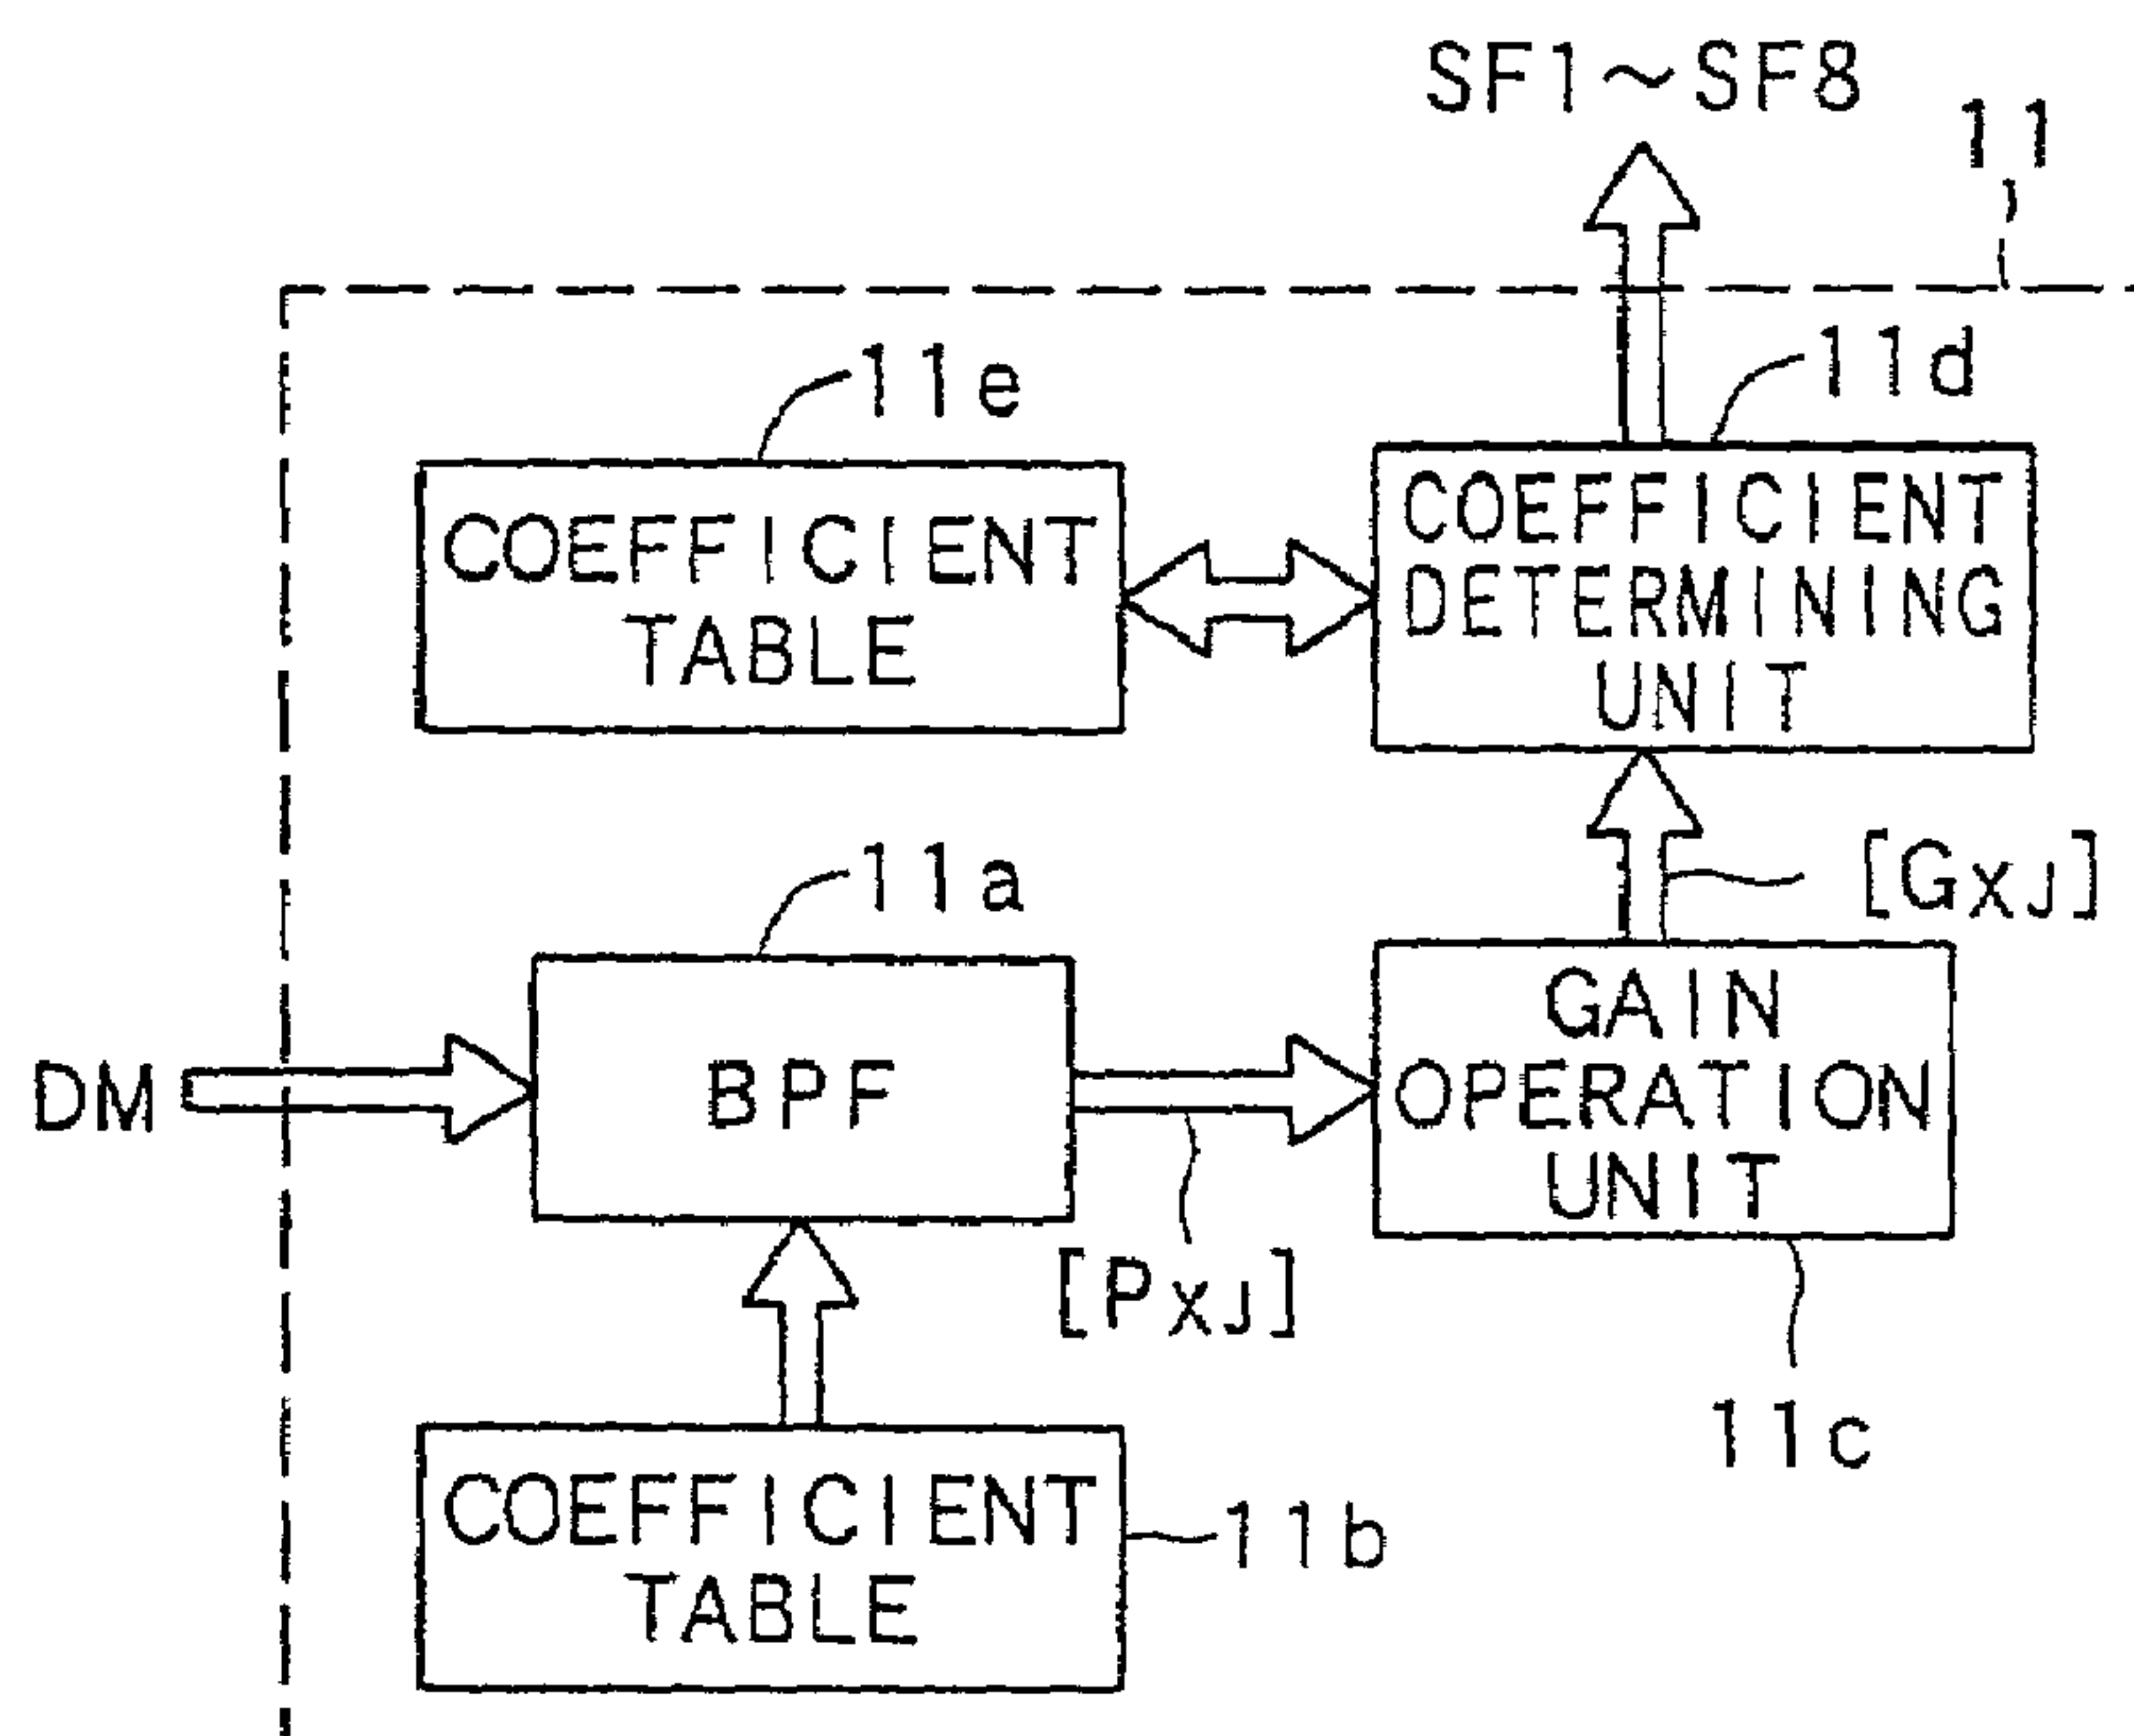 SF1~SF8
11
11e
11d
COEFFICIENT
TABLE
COEFFICIENT
DETERMINING
UNIT
11a
[GXJ]
DM
BPF
GAIN
OPERATION
UNIT
[PXJ]
11c
COEFFICIENT
TABLE
11b